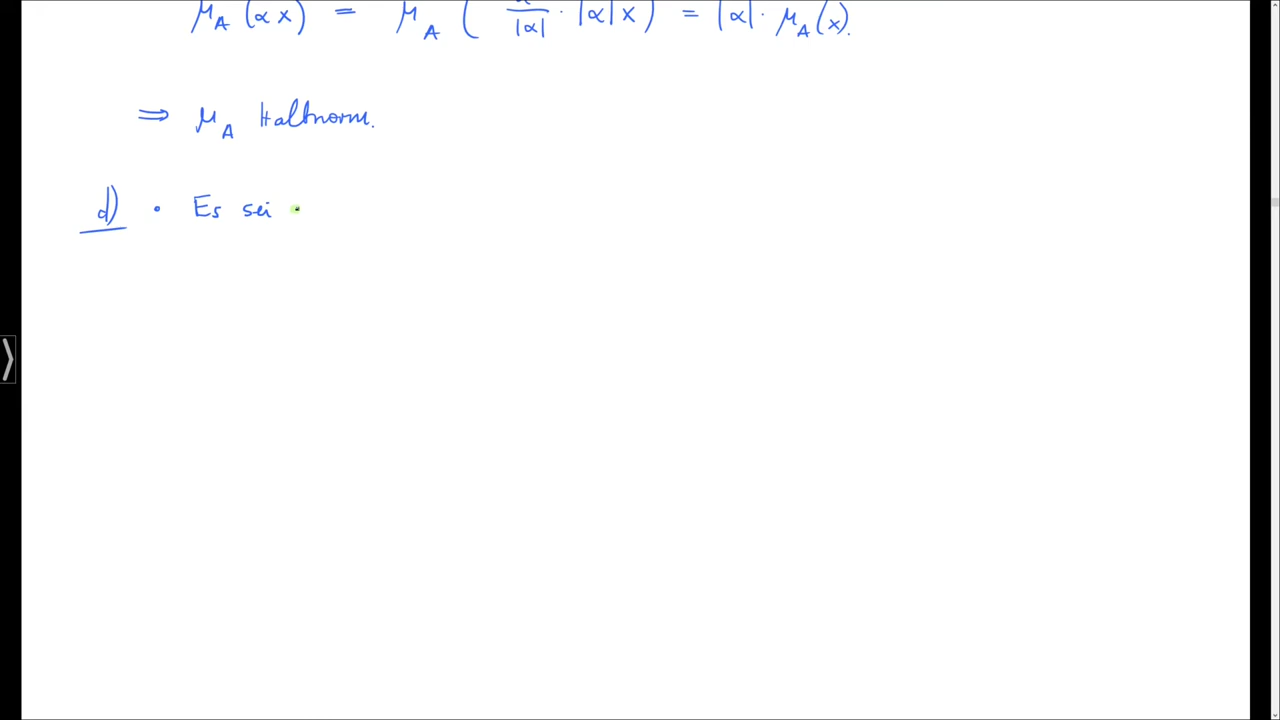 μ_A (αx) = μ_A ( α/|α| · |α| x ) = |α| · μ_A(x).
⇒ μ_A Halbnorm.
d) · Es sei